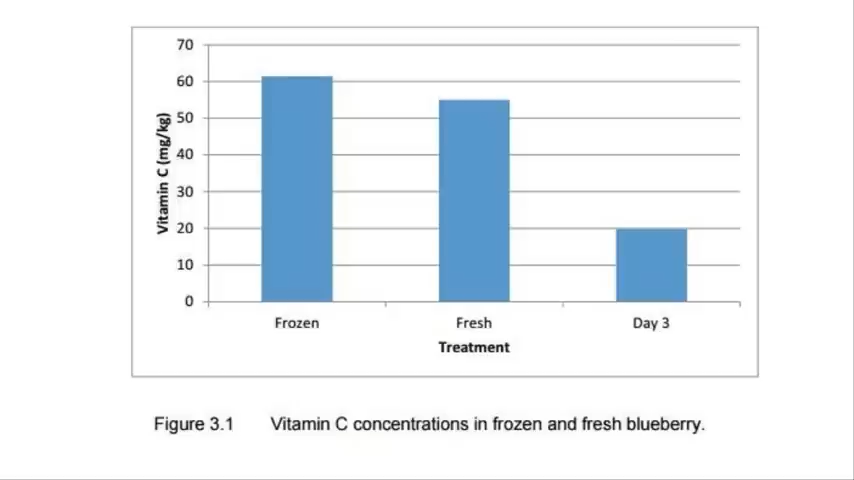 70
60
50
40
30
20
10
0
Vitamin C (mg/kg)
Frozen Fresh Day 3
Treatment
Figure 3.1 Vitamin C concentrations in frozen and fresh blueberry.